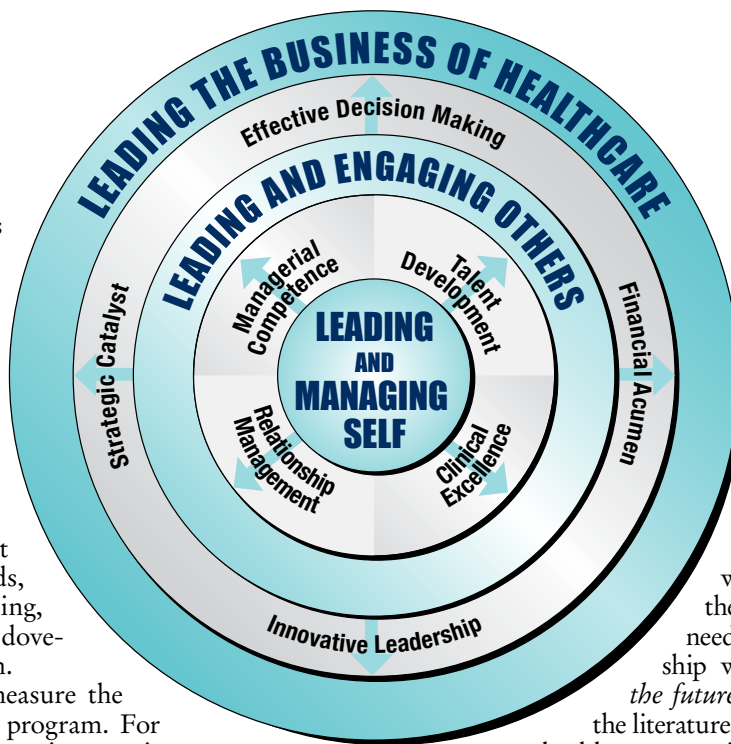 LEADING THE BUSINESS OF HEALTHCARE
Effective Decision Making
LEADING AND ENGAGING OTHERS
Managerial
Competence
Talent
Development
Strategic Catalyst
Financial Acumen
LEADING
AND
MANAGING
SELF
Relationship
Management
Clinical
Excellence
Innovative Leadership
s
t
ds,
ing,
dove-
n.
measure the
program. For
w
the
need
ship w
the future
the literature